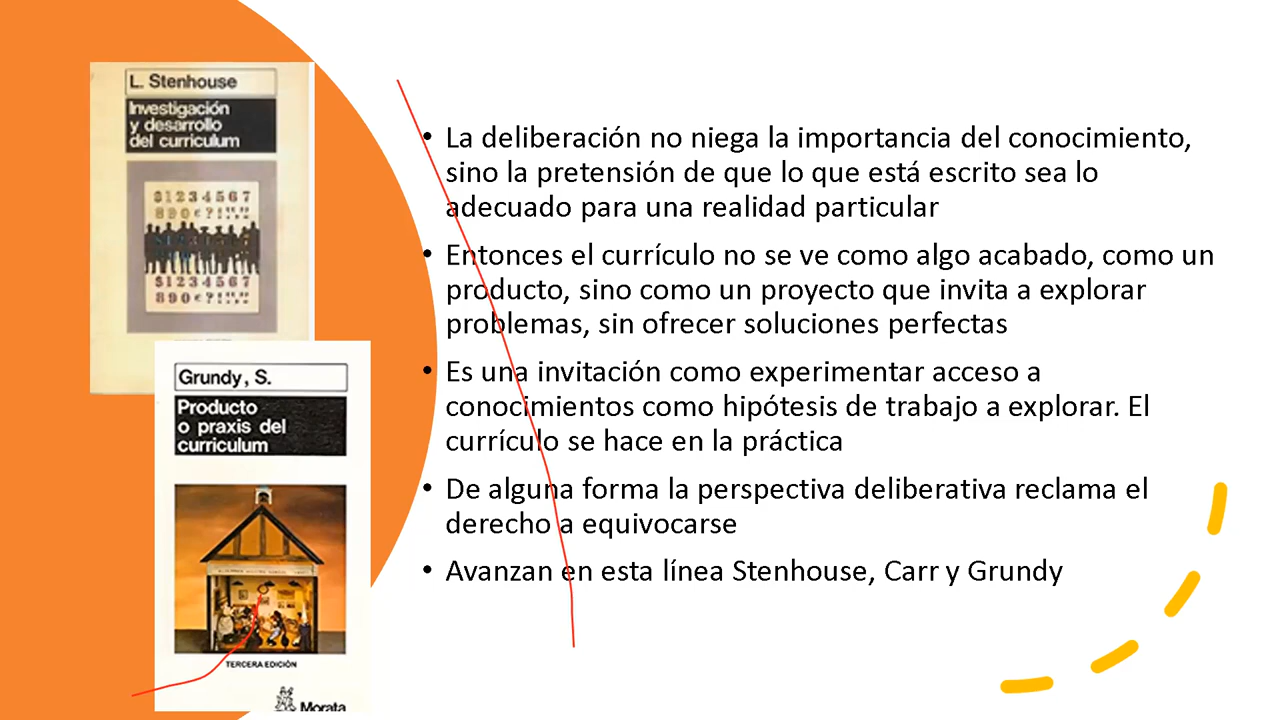 L. Stenhouse
Investigación
y desarrollo
del curriculum
$1234567
890¢?
$1234567
890¢?
Grundy, S.
Producto
o praxis del
curriculum
TERCERA EDICIÓN
Morata
• La deliberación no niega la importancia del conocimiento,
sino la pretensión de que lo que está escrito sea lo
adecuado para una realidad particular
• Entonces el currículo no se ve como algo acabado, como un
producto, sino como un proyecto que invita a explorar
problemas, sin ofrecer soluciones perfectas
• Es una invitación como experimentar acceso a
conocimientos como hipótesis de trabajo a explorar. El
currículo se hace en la práctica
• De alguna forma la perspectiva deliberativa reclama el
derecho a equivocarse
• Avanzan en esta línea Stenhouse, Carr y Grundy